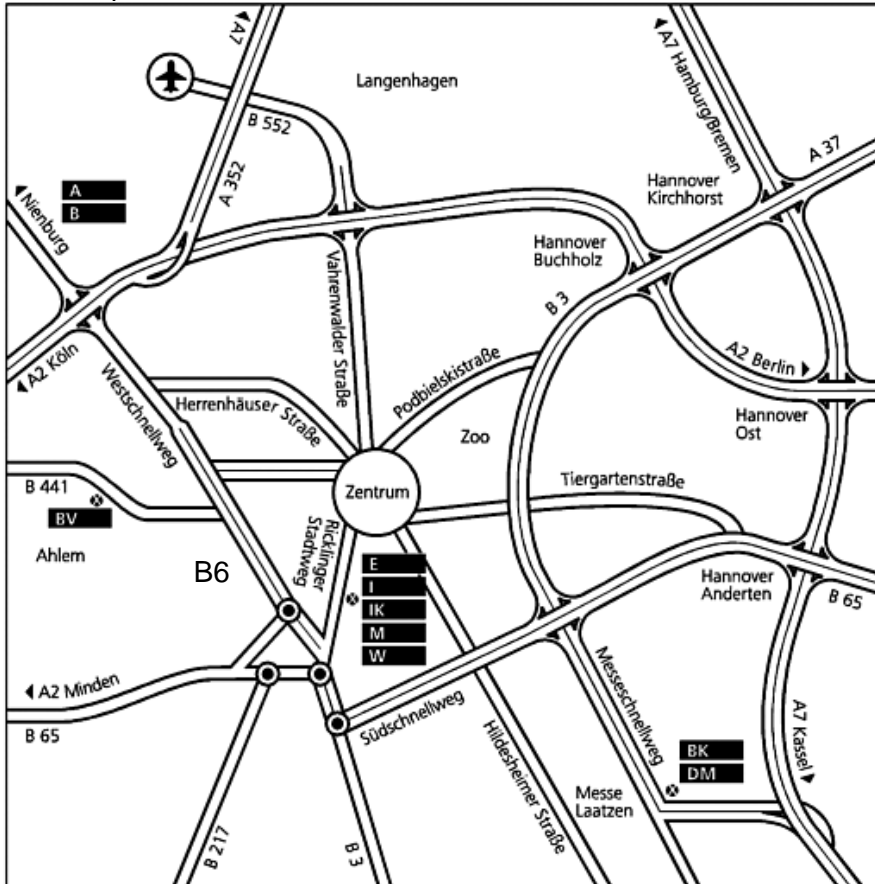 A7
A7 Hamburg/Bremen
Langenhagen
B 552
A 37
A 352
Hannover
Kirchhorst
A
B
Nienburg
Hannover
Buchholz
Vahrenwalder Straße
B 3
A2 Köln
A2 Berlin
Westschnellweg
Podbielskistraße
Herrenhäuser Straße
Zoo
Hannover
Ost
B 441
Zentrum
Tiergartenstraße
BV
Ricklinger
Stadtweg
Ahlem
B6
E
I
IK
M
W
Hannover
Anderten
B 65
A2 Minden
B 65
Südschnellweg
Hildesheimer Straße
Messeschnellweg
A7 Kassel
BK
DM
Messe
Laatzen
B 217
B 3